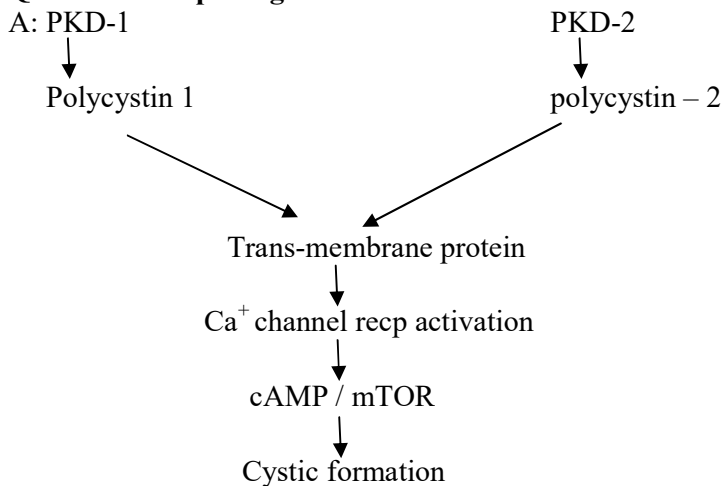 A: PKD-1 PKD-2
Polycystin 1 polycystin – 2
Trans-membrane protein
Ca+ channel recp activation
cAMP / mTOR
Cystic formation